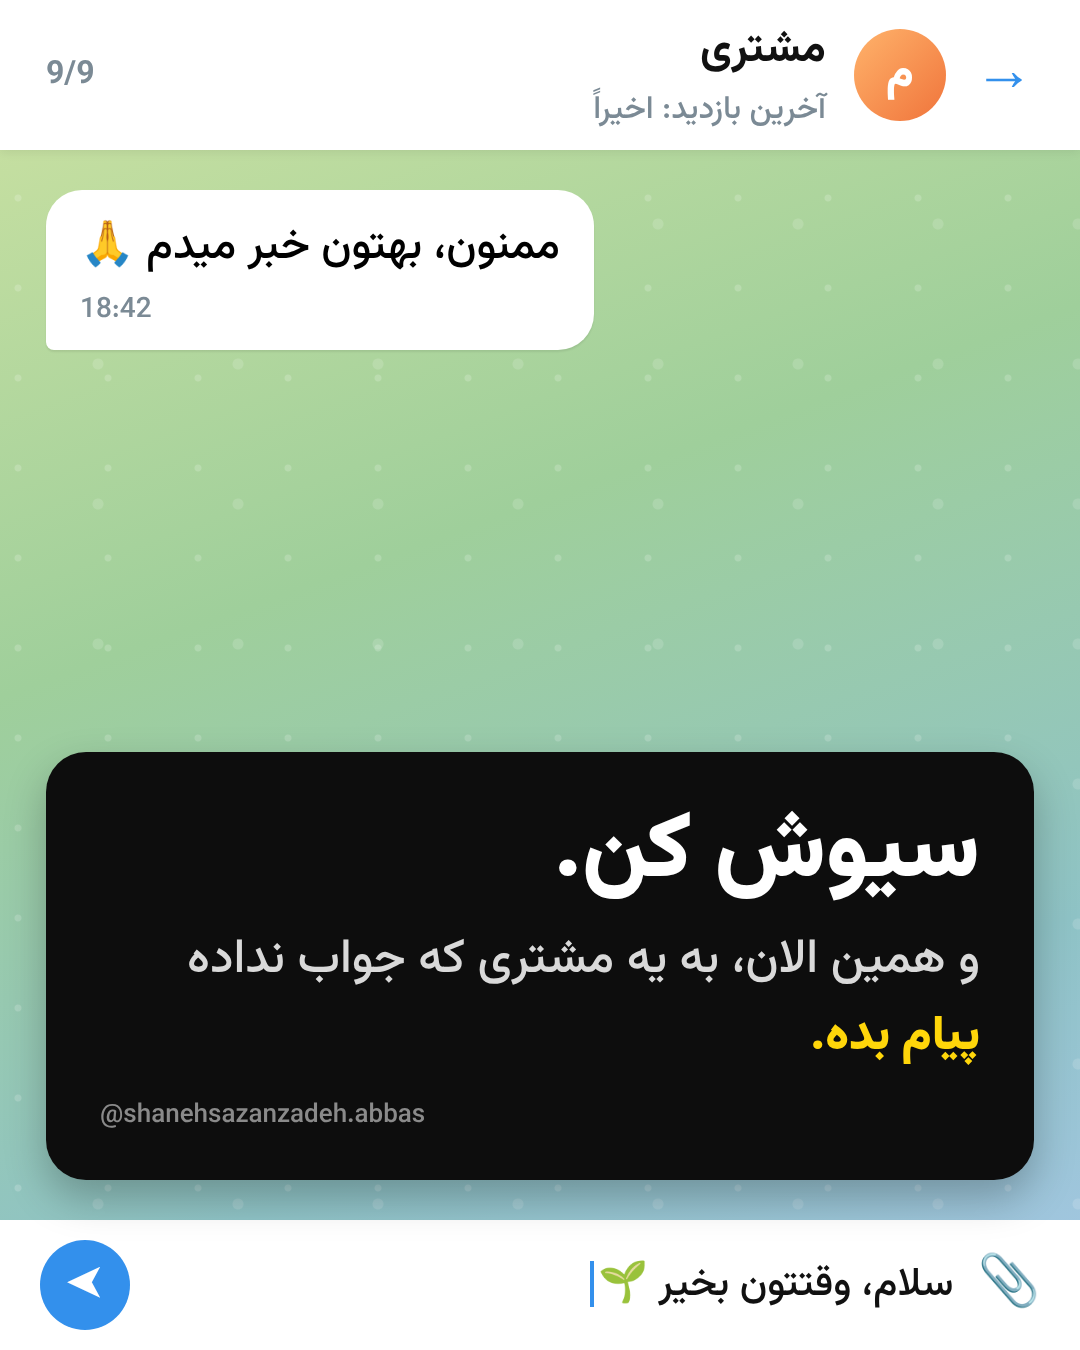 مشتری
م
آخرین بازدید: اخیراً
9/9
ممنون، بهتون خبر میدم 🙏
18:42
سیوش کن.
و همین الان، به یه مشتری که جواب نداده
پیام بده.
@shanehsazanzadeh.abbas
سلام، وقتتون بخیر 🌱